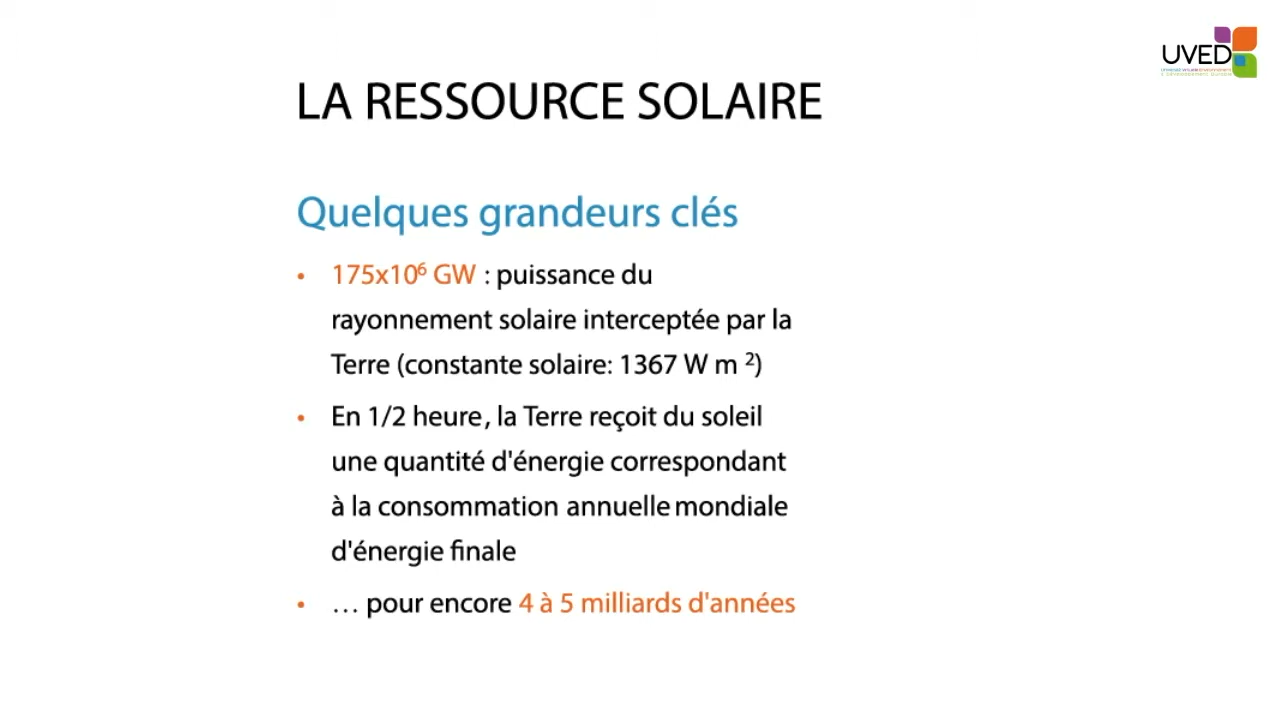 UVED
LA RESSOURCE SOLAIRE
Quelques grandeurs clés
• 175x10⁶ GW : puissance du
rayonnement solaire interceptée par la
Terre (constante solaire: 1367 W m ²)
• En 1/2 heure, la Terre reçoit du soleil
une quantité d'énergie correspondant
à la consommation annuelle mondiale
d'énergie finale
• … pour encore 4 à 5 milliards d'années